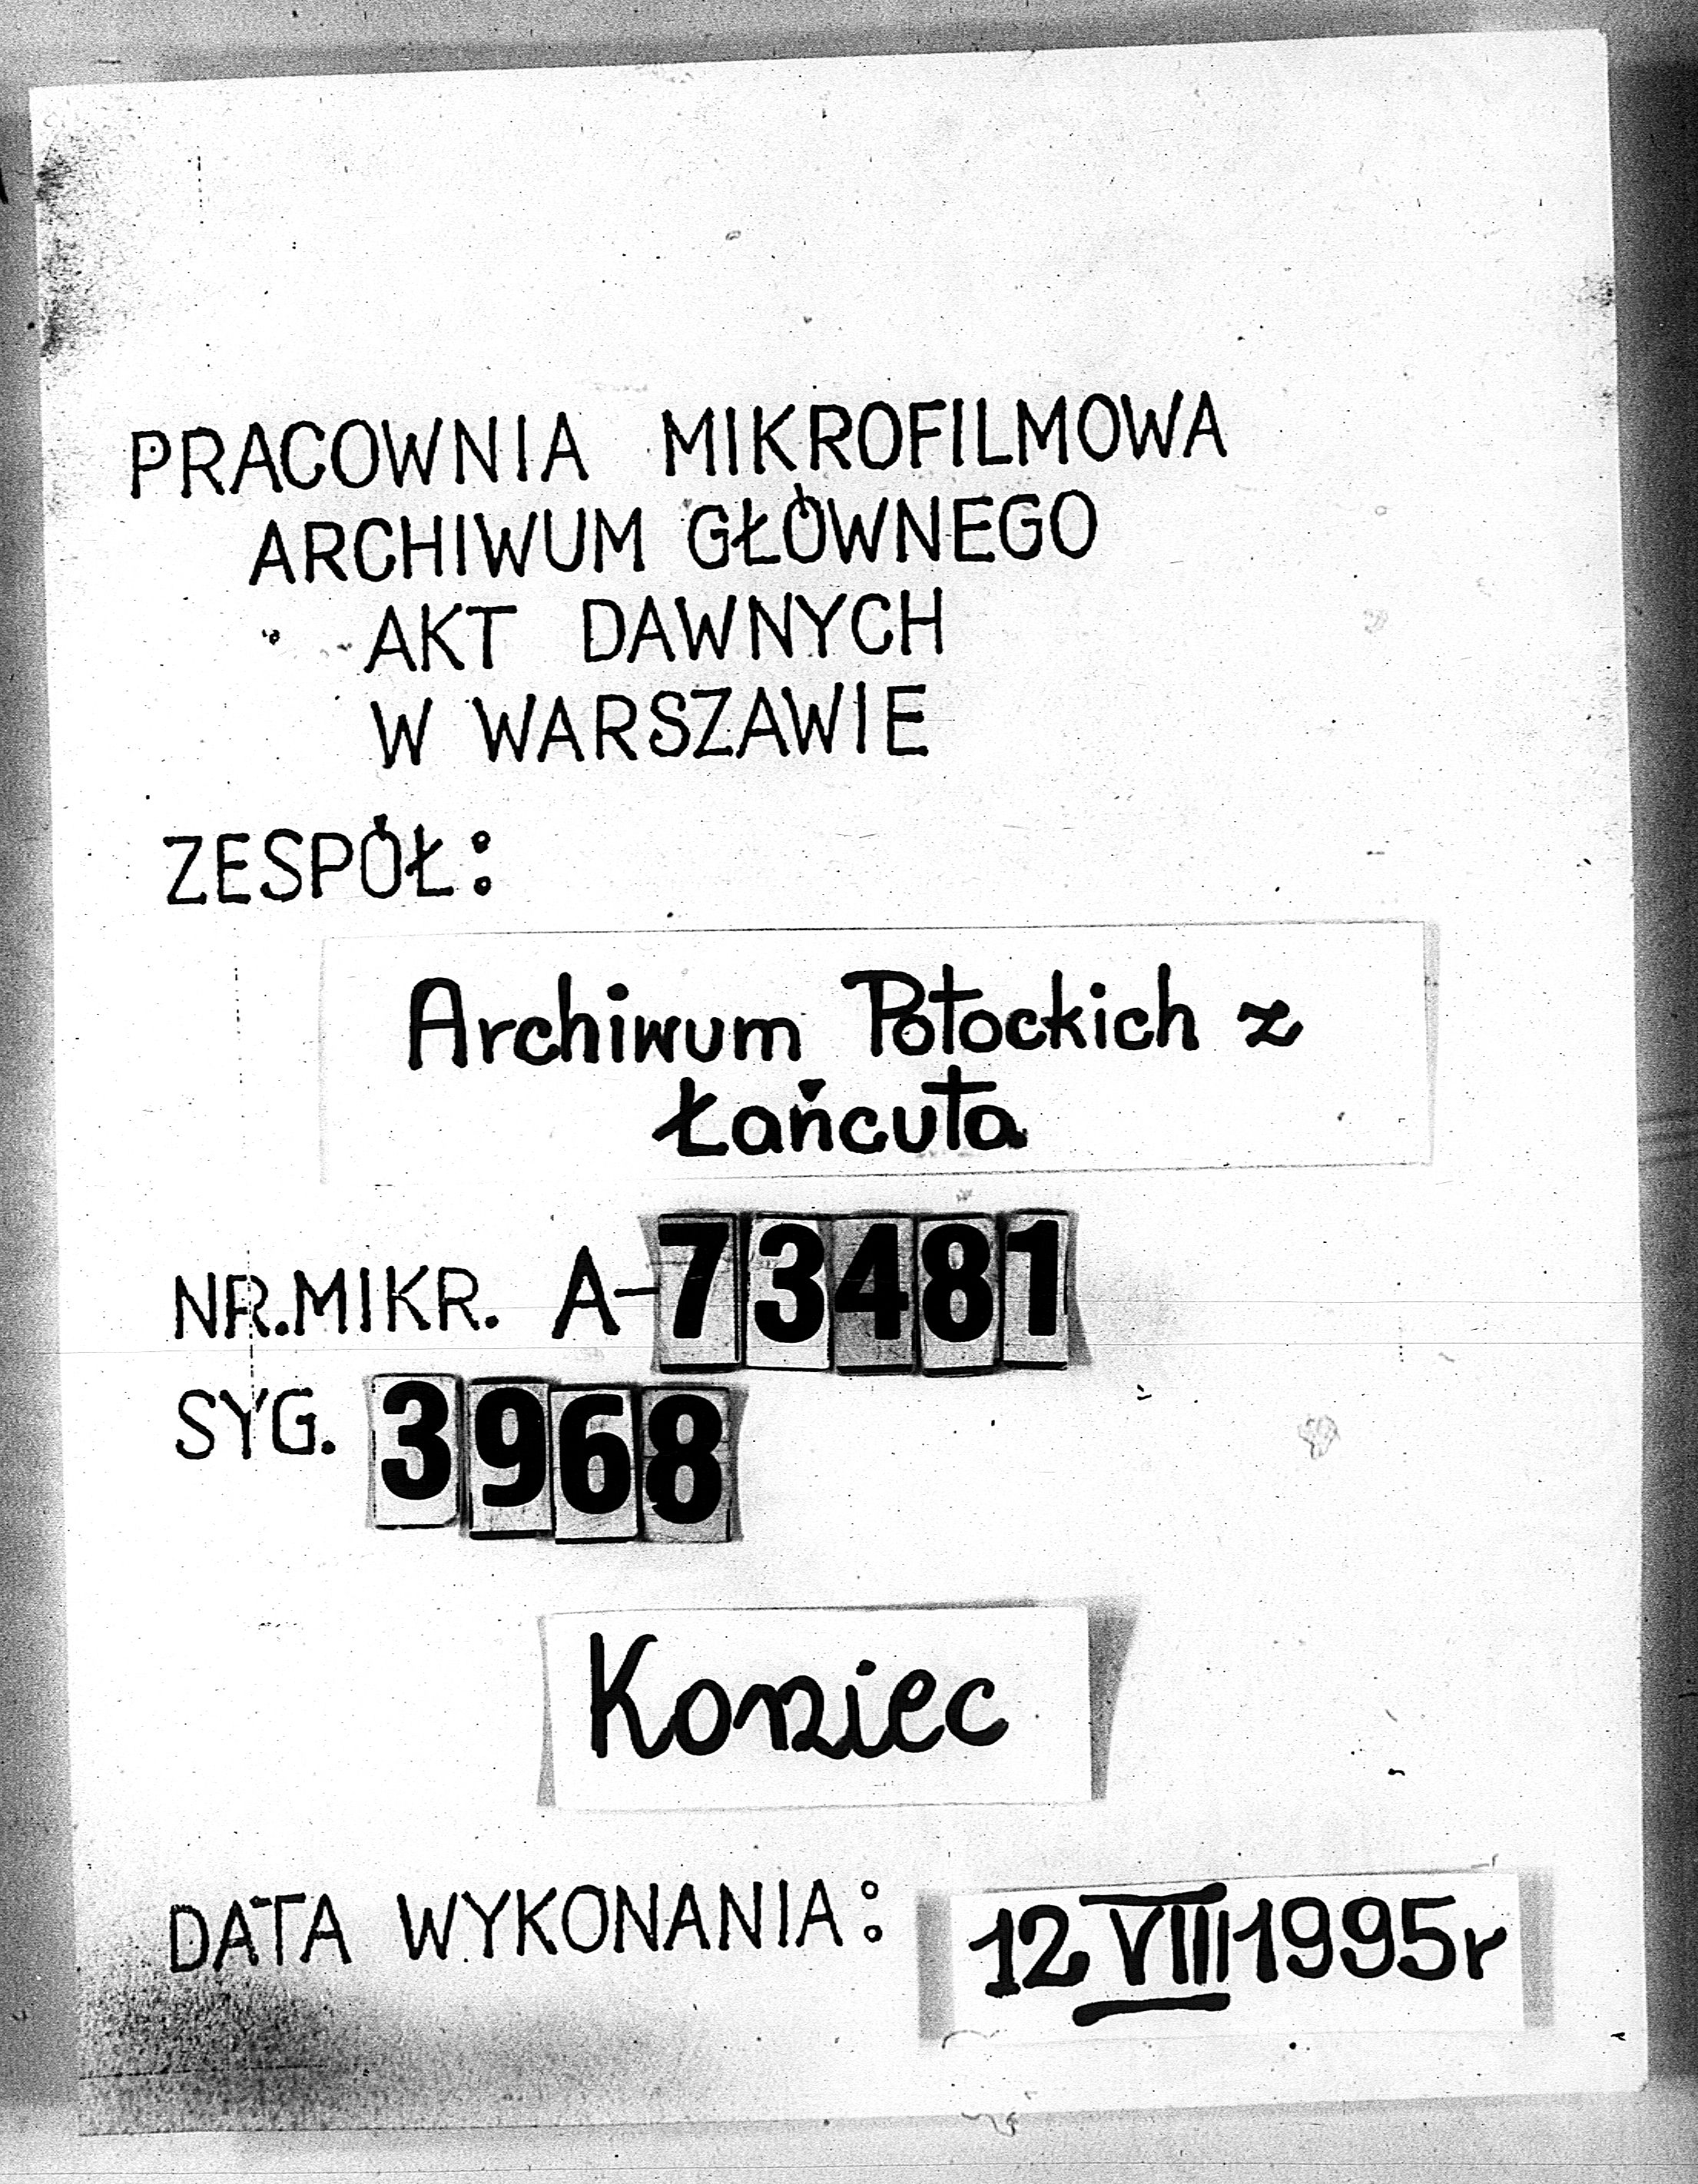 PRACOWNIA MIKROFILMOWA
ARCHIWUM GŁÓWNEGO
AKT DAWNYCH
W WARSZAWIE
ZESPÓŁ:
Archiwum Potockich z
Łańcuta
NR.MIKR. A-73481
SYG. 3968
Koniec
DATA WYKONANIA: 12 VIII 1995r